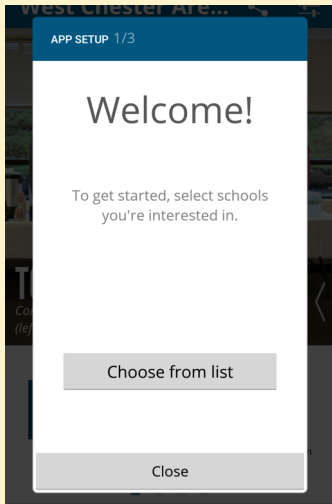 West Chester Are...
APP SETUP 1/3
Welcome!
To get started, select schools
you're interested in.
Choose from list
Close